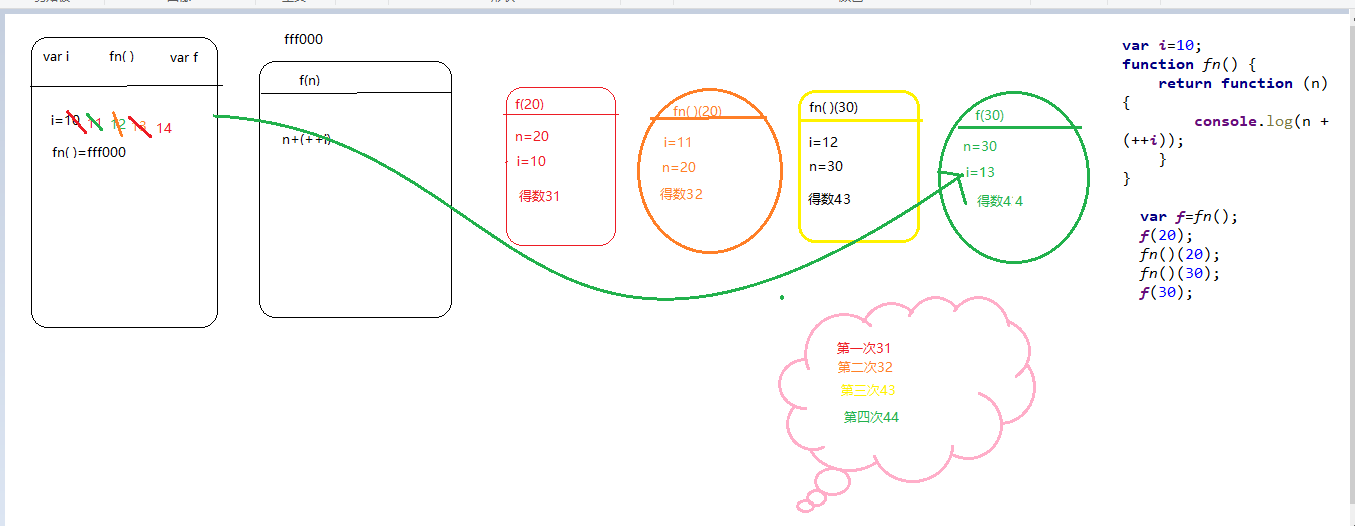 var i fn( ) var f
i=10 11 12 13 14
fn( )=fff000
fff000
f(n)
n+(++i)
f(20)
n=20
i=10
得数31
fn( )(20)
i=11
n=20
得数32
fn( )(30)
i=12
n=30
得数43
f(30)
n=30
i=13
得数4 4
第一次31
第二次32
第三次43
第四次44
var i=10;
function fn() {
return function (n)
{
console.log(n +
(++i));
}
}
var f=fn();
f(20);
fn()(20);
fn()(30);
f(30);